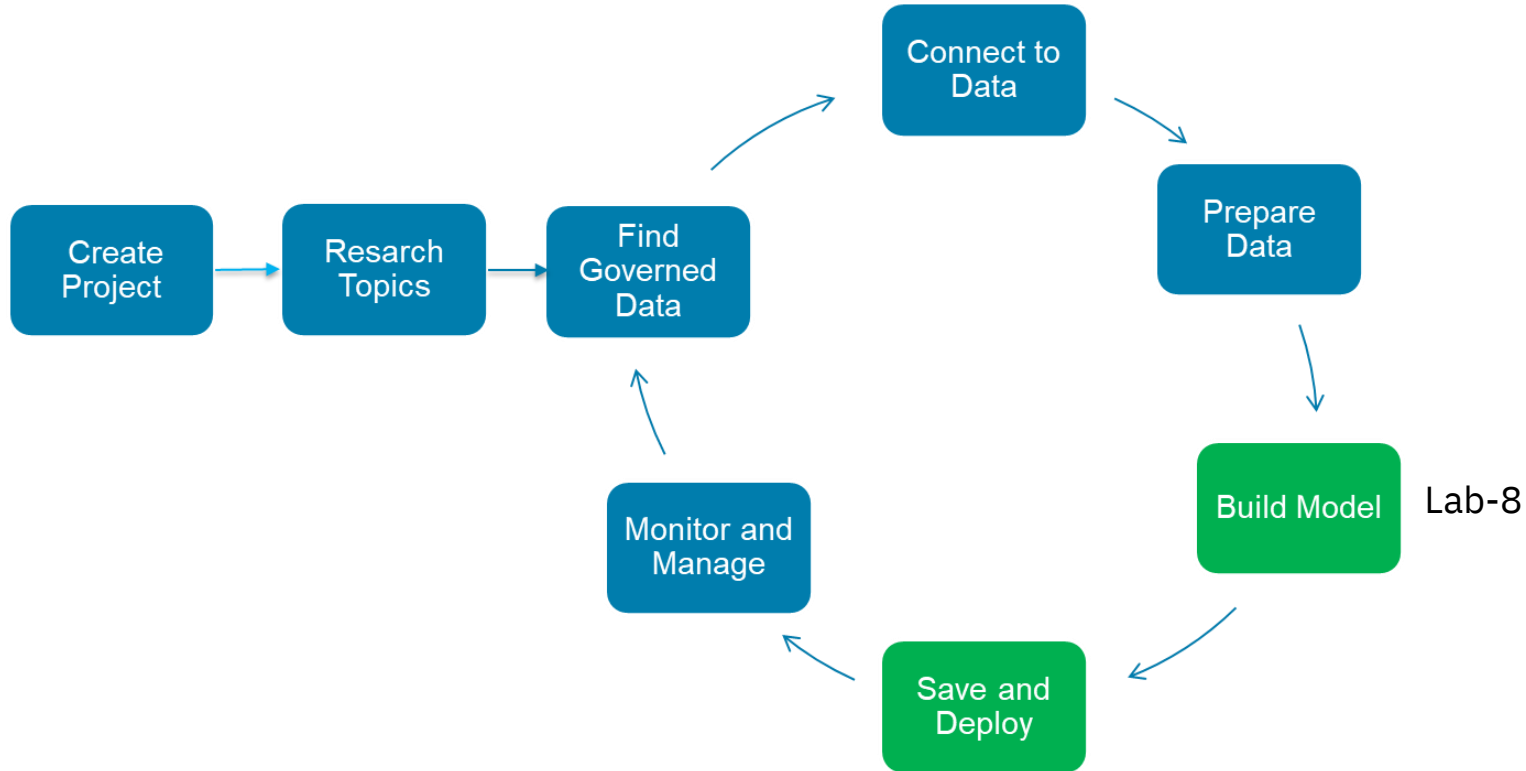 Create
Project
Resarch
Topics
Find
Governed
Data
Connect to
Data
Prepare
Data
Build Model
Lab-8
Save and
Deploy
Monitor and
Manage